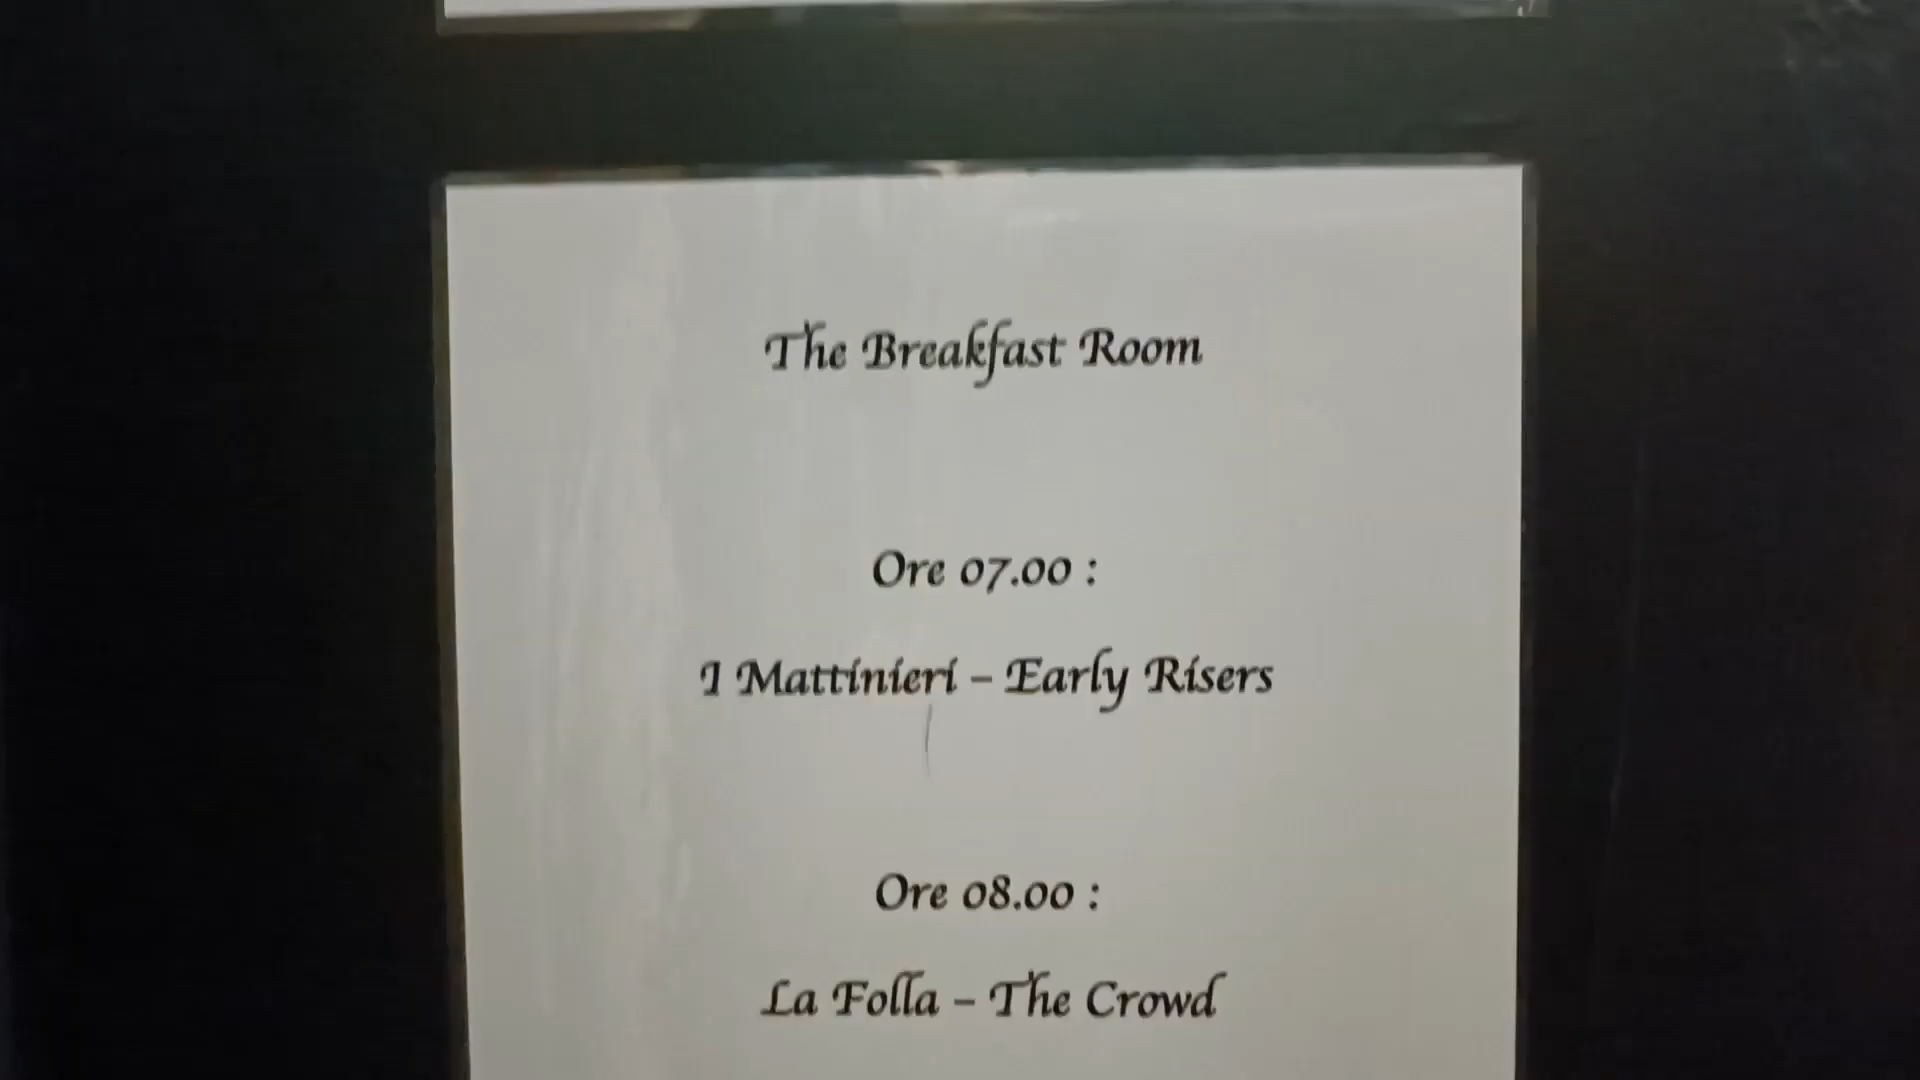 The Breakfast Room
Ore 07.00 :
I Mattinieri – Early Risers
Ore 08.00 :
La Folla – The Crowd